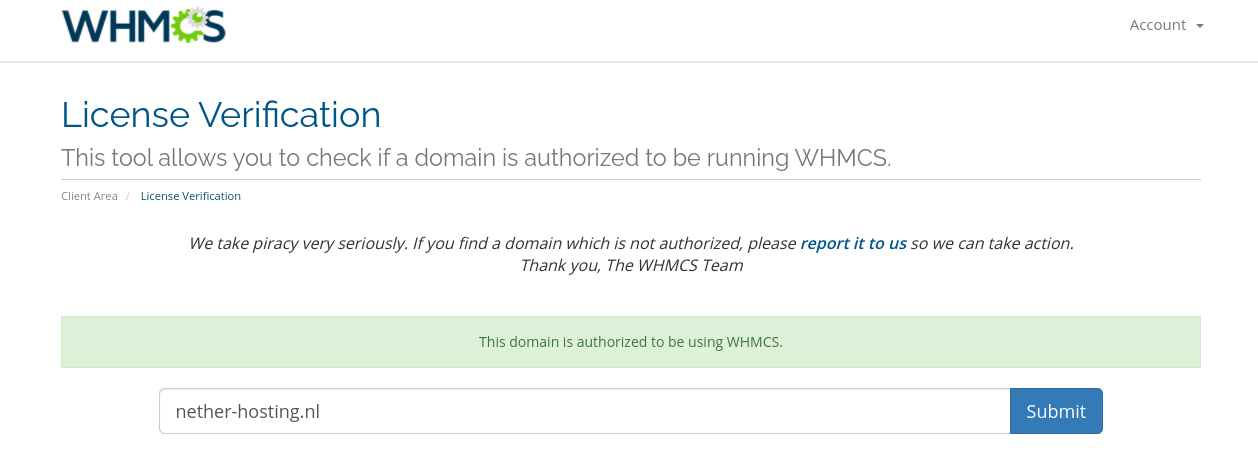 WHMCS
Account
License Verification
This tool allows you to check if a domain is authorized to be running WHMCS.
Client Area / License Verification
We take piracy very seriously. If you find a domain which is not authorized, please report it to us so we can take action.
Thank you, The WHMCS Team
This domain is authorized to be using WHMCS.
nether-hosting.nl Submit